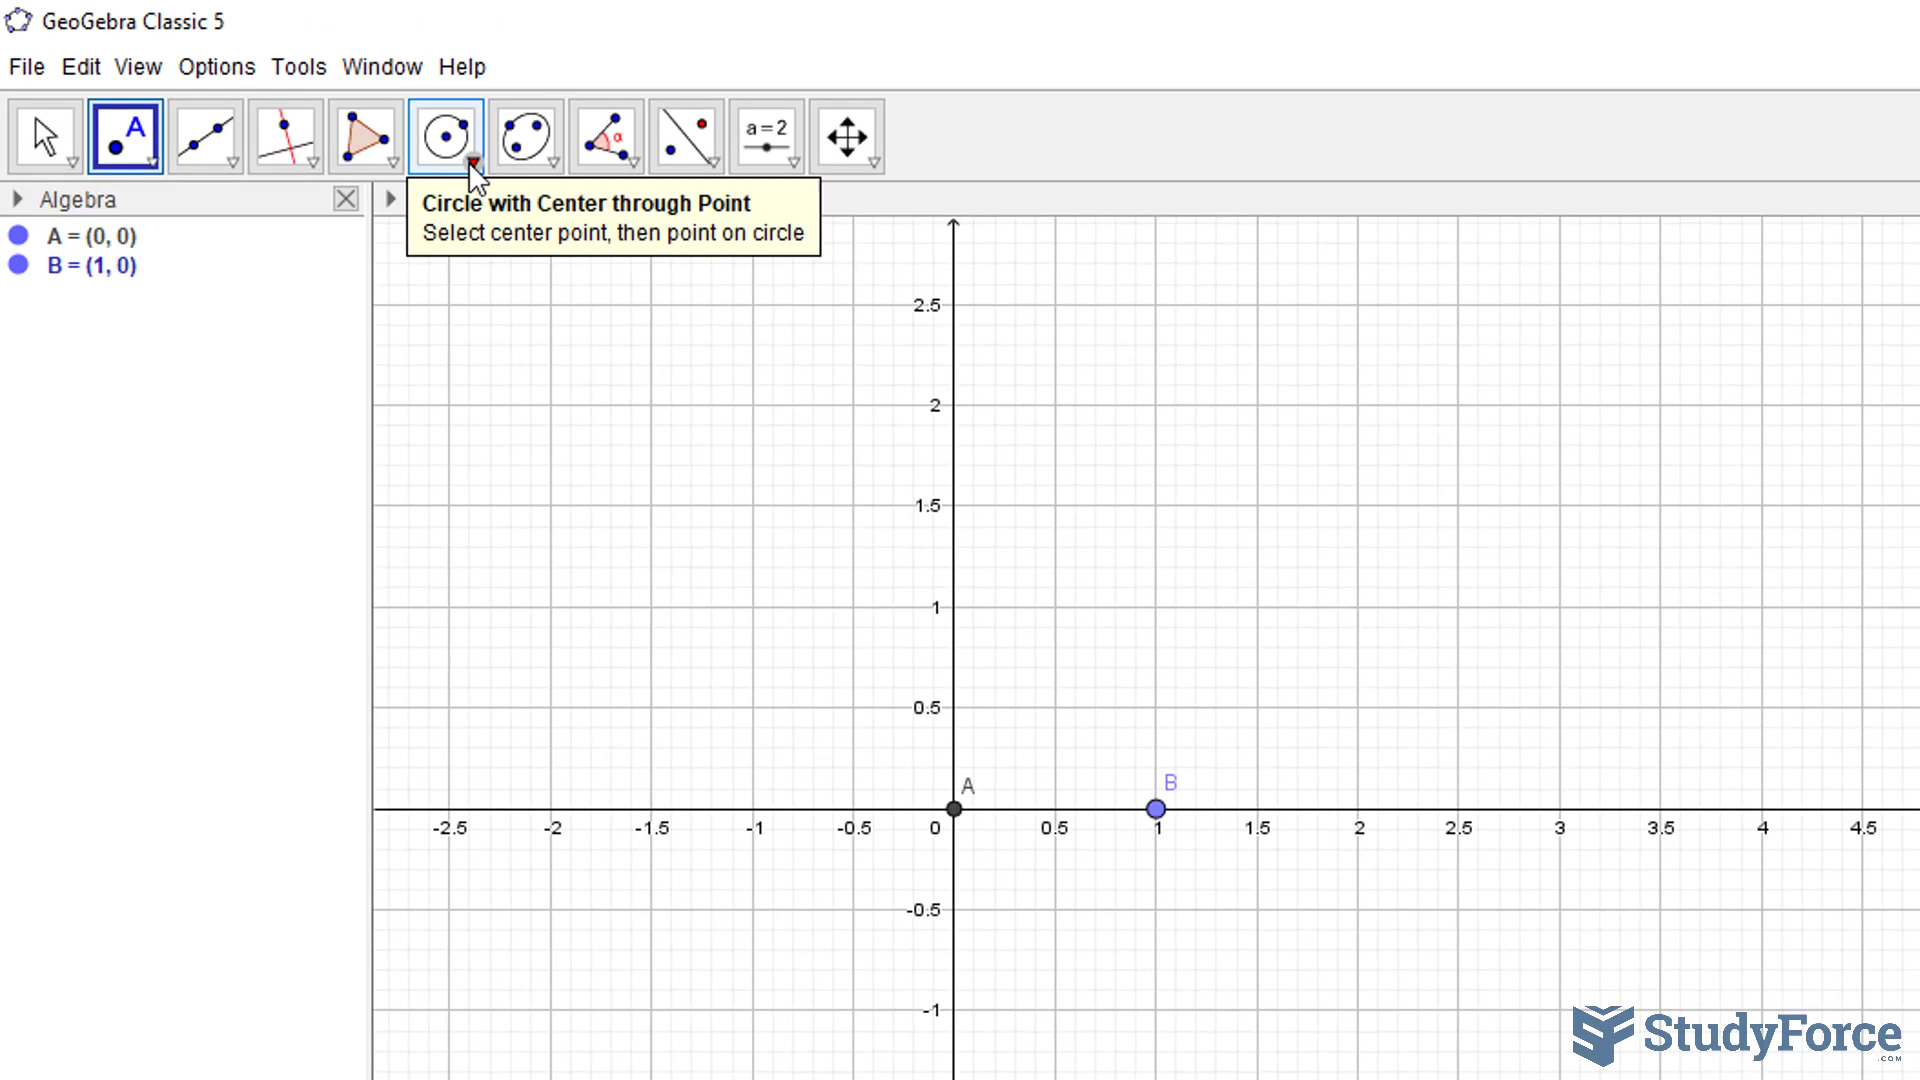 GeoGebra Classic 5
File Edit View Options Tools Window Help
A
α
a=2
Algebra
Circle with Center through Point
Select center point, then point on circle
A = (0, 0)
B = (1, 0)
2.5
2
1.5
1
0.5
A
B
-2.5 -2 -1.5 -1 -0.5 0 0.5 1 1.5 2 2.5 3 3.5 4 4.5
-0.5
-1
StudyForce
.COM